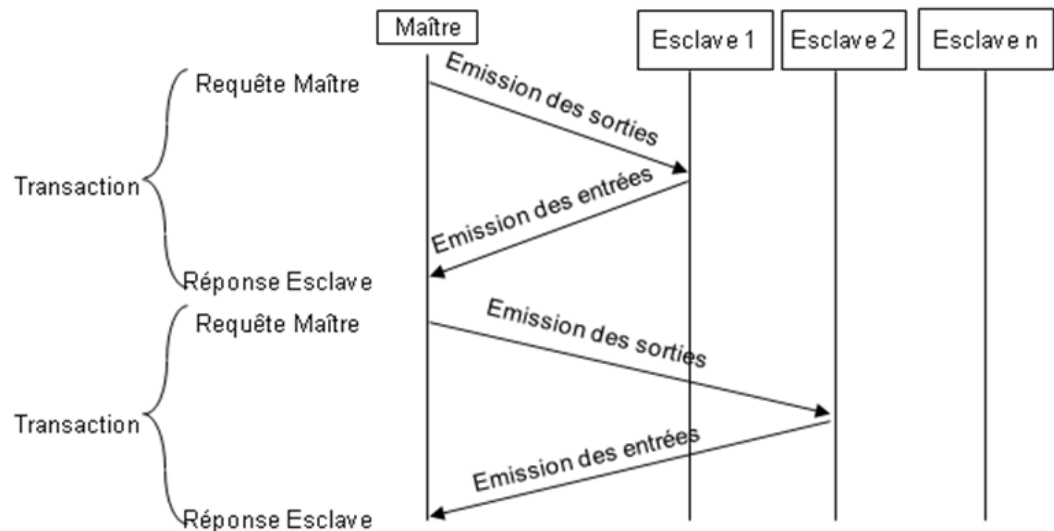 Maître
Esclave 1
Esclave 2
Esclave n
Requête Maître
Emission des sorties
Transaction
Emission des entrées
Réponse Esclave
Requête Maître
Emission des sorties
Transaction
Emission des entrées
Réponse Esclave